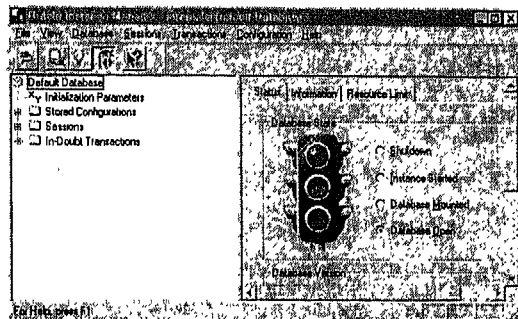 File View Database Sessions Transactions Configuration Help
Default Database
Initialization Parameters
Stored Configurations
Sessions
In-Doubt Transactions
Status Information Resource Limit
Database State
Shutdown
Instance Started
Database Mounted
Database Open
Database Version
For Help, press F1